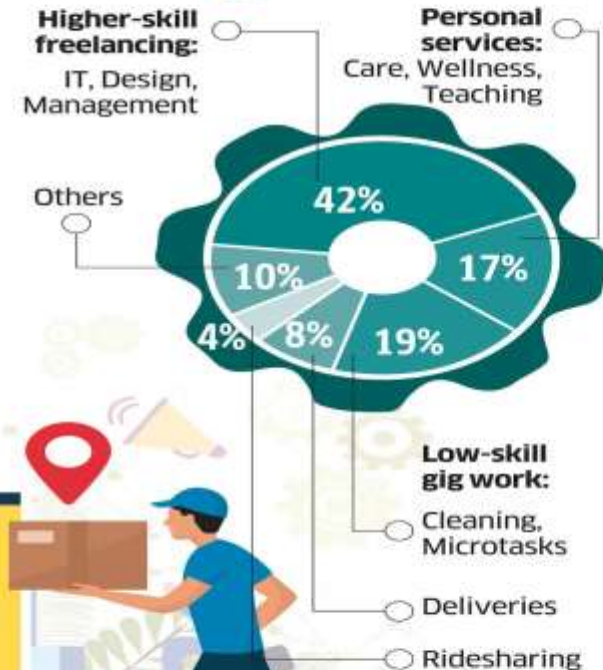 Higher-skill
freelancing:
IT, Design,
Management
Personal
services:
Care, Wellness,
Teaching
Others
42%
17%
10%
4%
8%
19%
Low-skill
gig work:
Cleaning,
Microtasks
Deliveries
Ridesharing